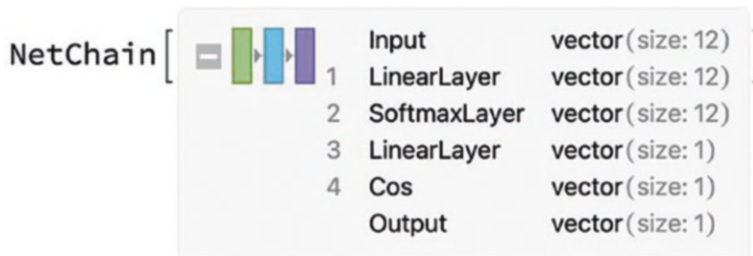 NetChain[
Input vector(size: 12)
1 LinearLayer vector(size: 12)
2 SoftmaxLayer vector(size: 12)
3 LinearLayer vector(size: 1)
4 Cos vector(size: 1)
Output vector(size: 1)